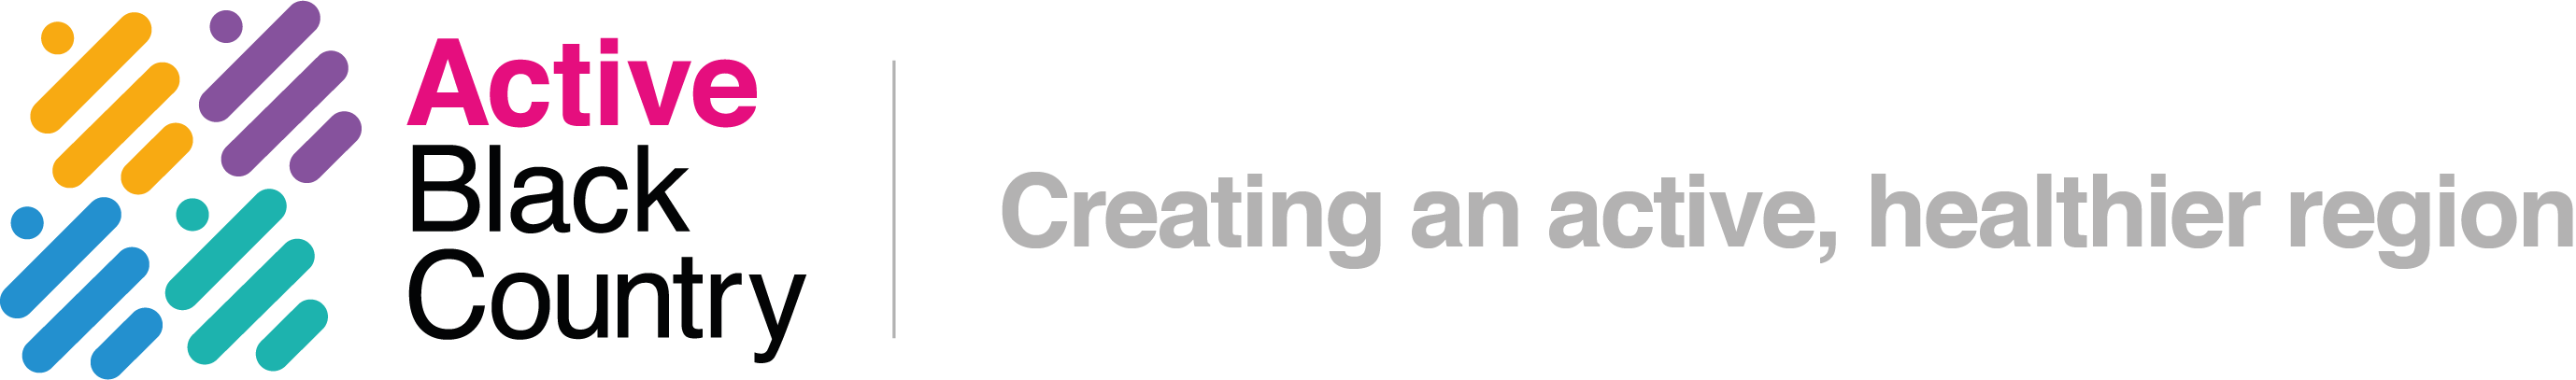 Active
Black
Country
Creating an active, healthier region